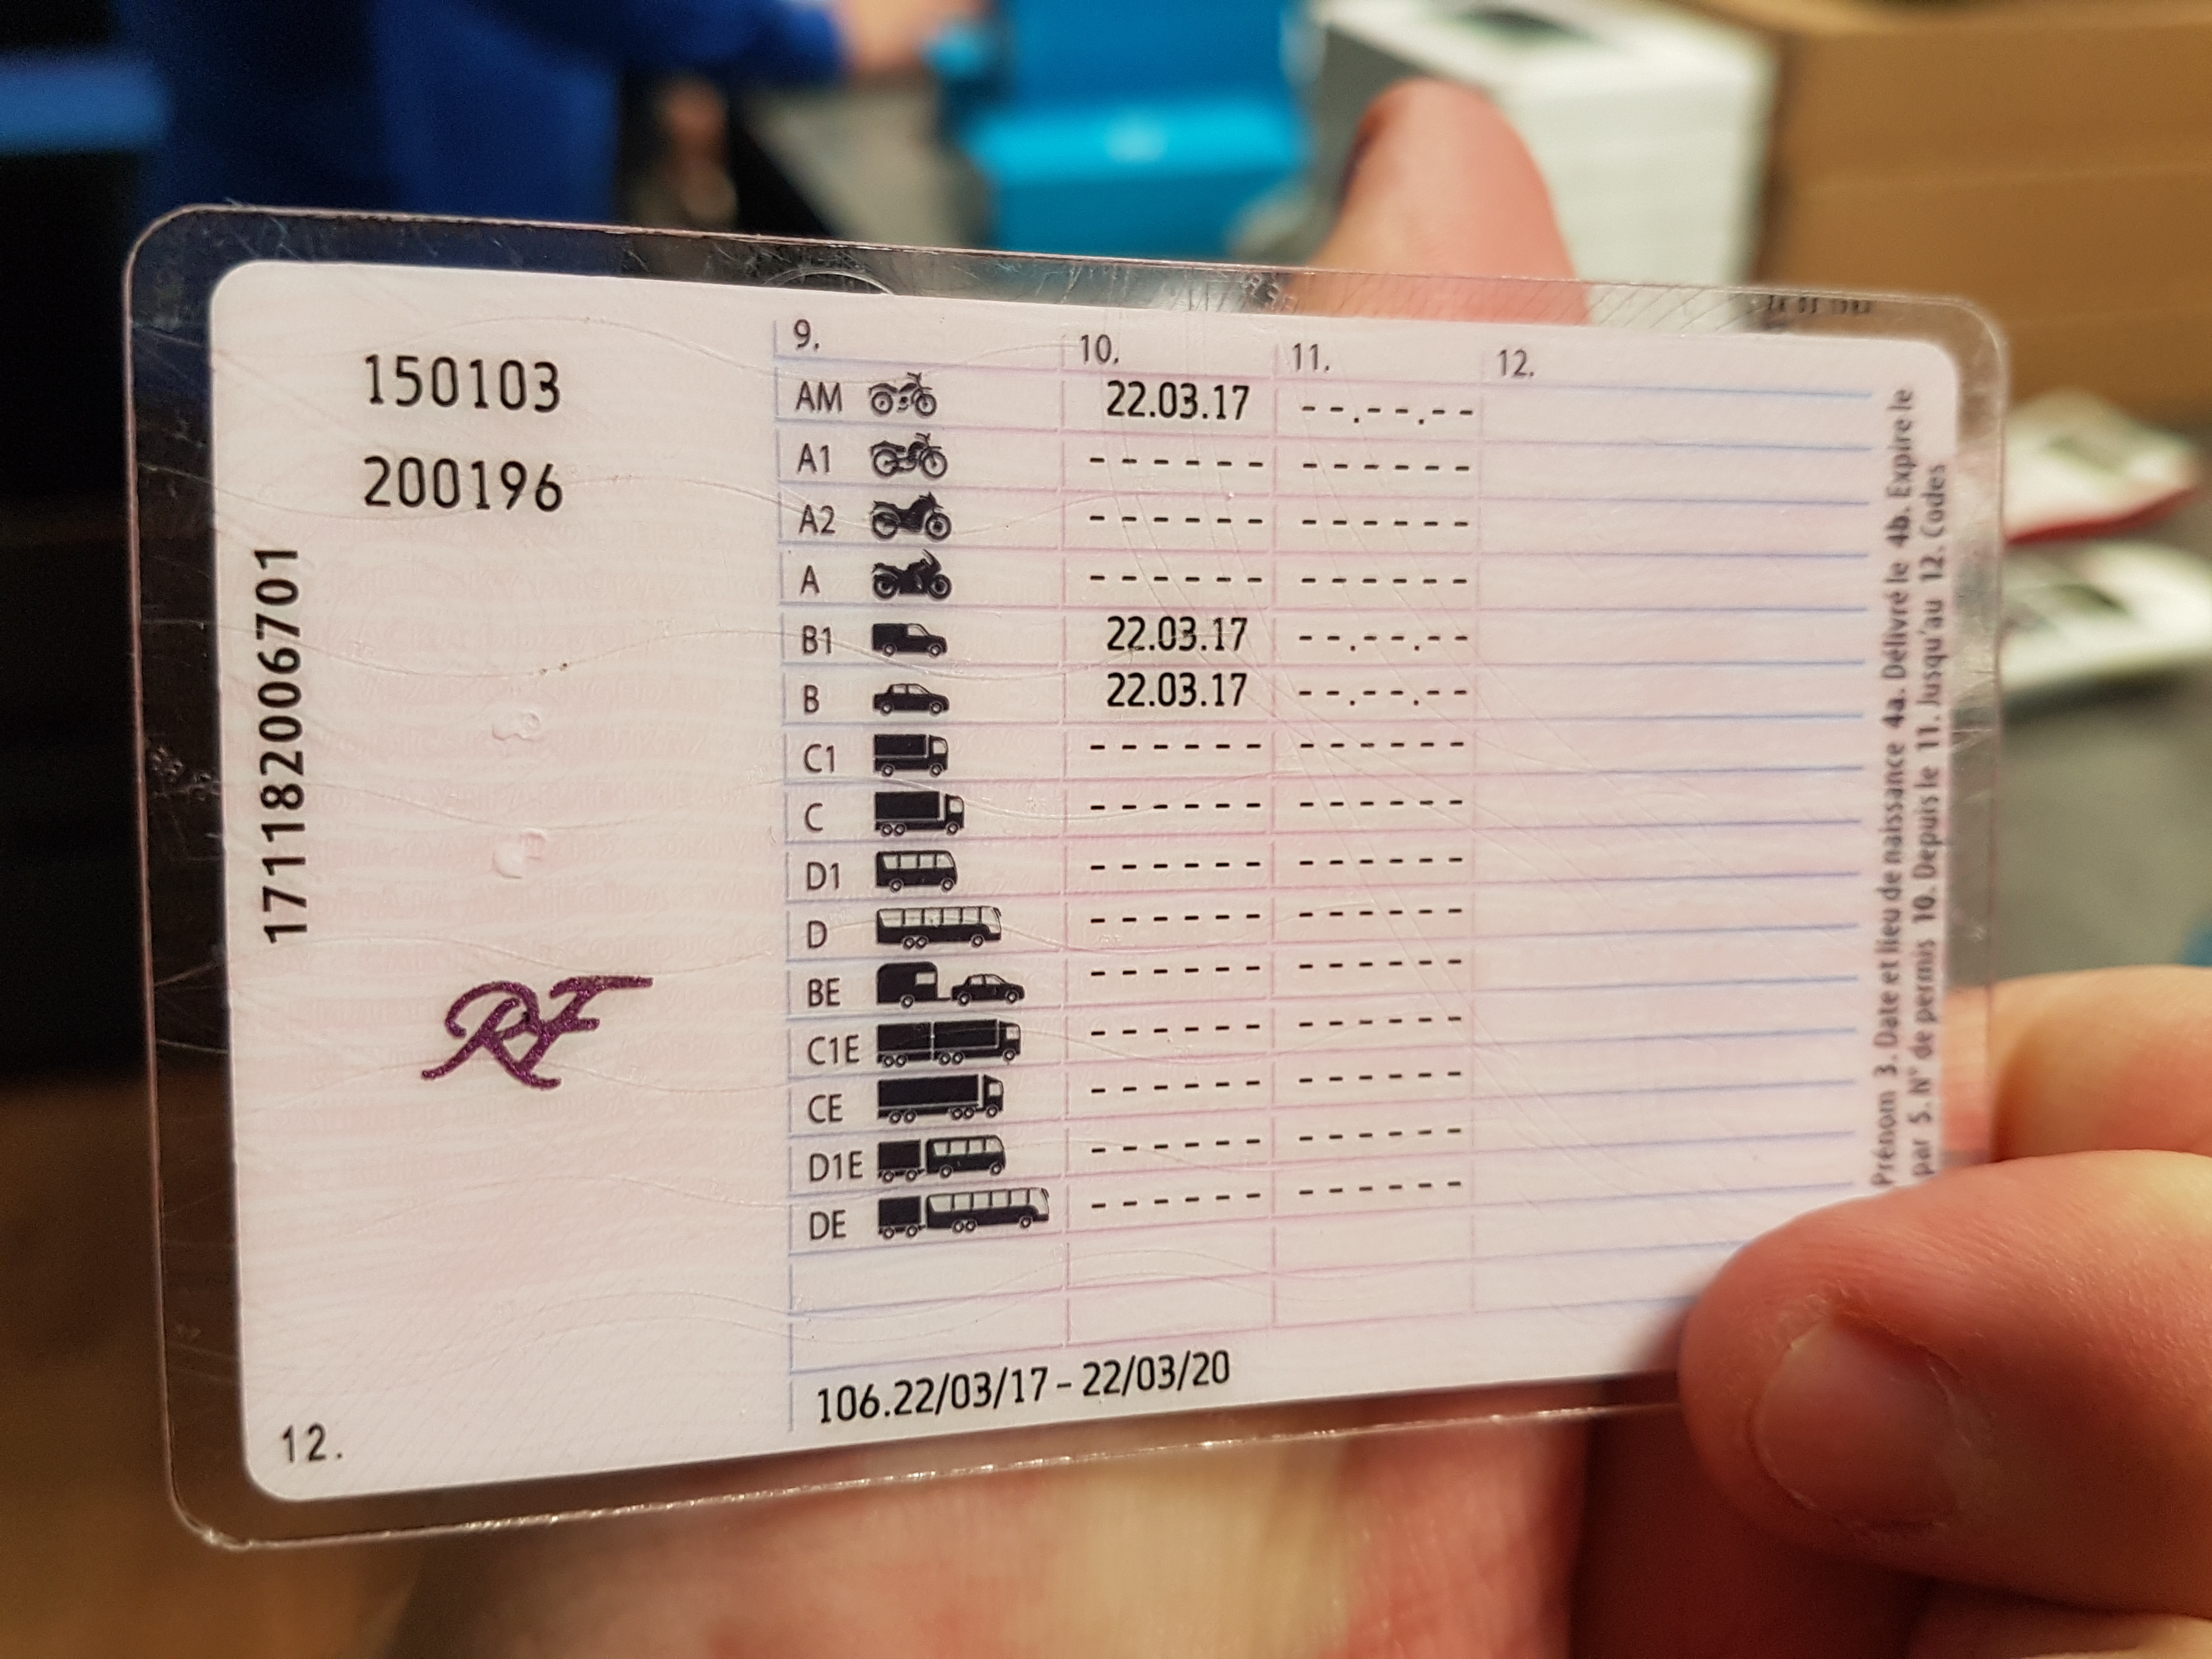 150103
200196
171182006701
RF
12.
9. 10. 11. 12.
AM 22.03.17 --.--.--
A1 ------ ------
A2 ------ ------
A ------ ------
B1 22.03.17 --.--.--
B 22.03.17 --.--.--
C1 ------ ------
C ------ ------
D1 ------ ------
D ------ ------
BE ------ ------
C1E ------ ------
CE ------ ------
D1E ------ ------
DE ------ ------
106.22/03/17-22/03/20
Prénom 3. Date et lieu de naissance 4a. Délivré le 4b. Expire le
par 5. N° de permis 10. Depuis le 11. Jusqu'au 12. Codes